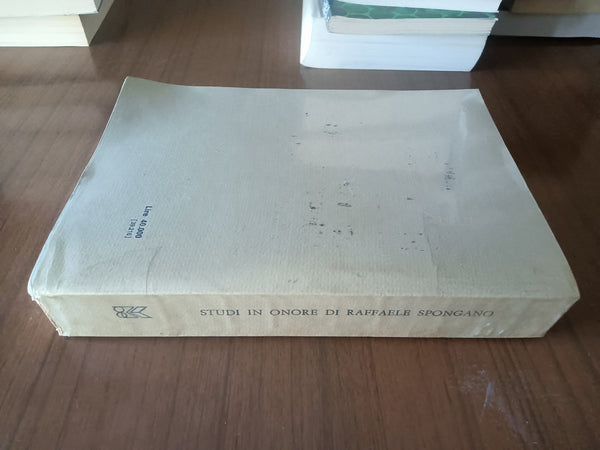 Lire 40.000
STUDI IN ONORE DI RAFFAELE SPONGANO